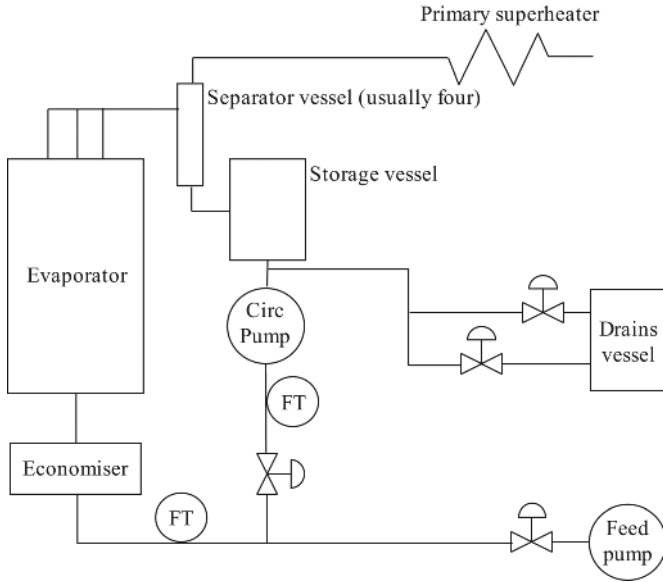 Primary superheater
Separator vessel (usually four)
Storage vessel
Evaporator
Circ
Pump
Drains
vessel
FT
Economiser
FT
Feed
pump